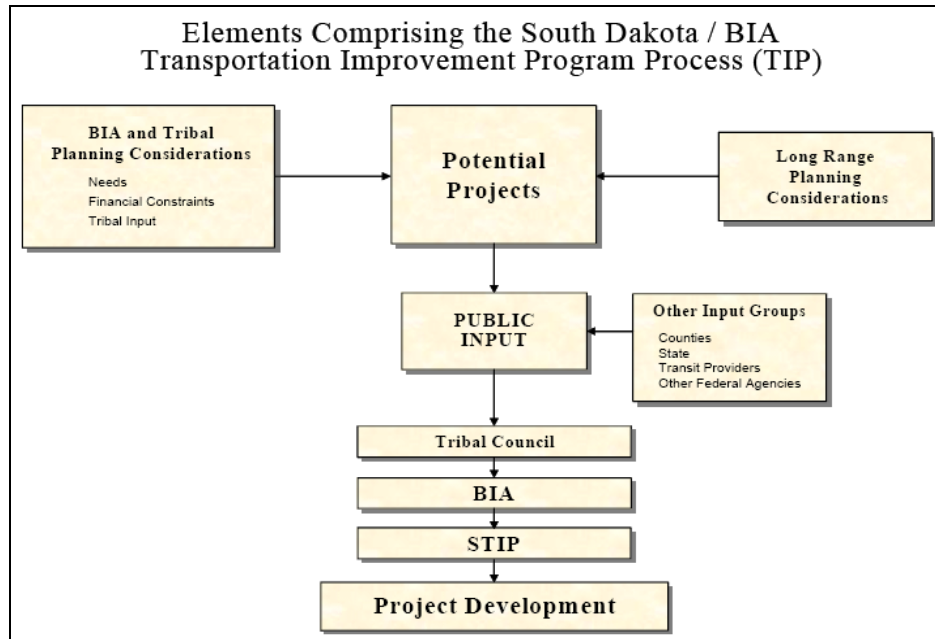 Elements Comprising the South Dakota / BIA
Transportation Improvement Program Process (TIP)
BIA and Tribal
Planning Considerations
Needs
Financial Constraints
Tribal Input
Potential
Projects
Long Range
Planning
Considerations
PUBLIC
INPUT
Other Input Groups
Counties
State
Transit Providers
Other Federal Agencies
Tribal Council
BIA
STIP
Project Development